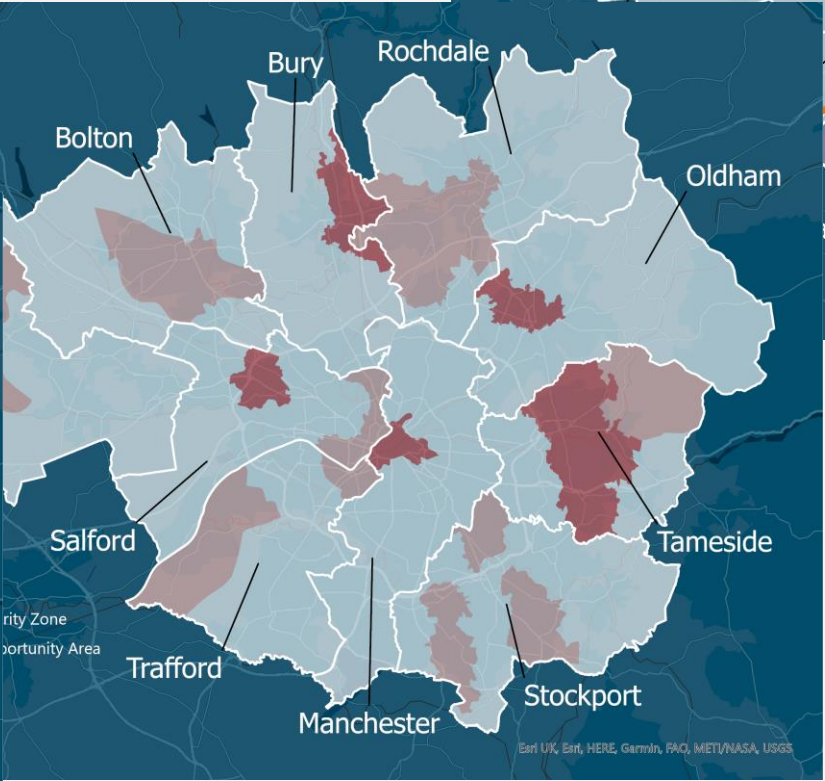 Bury
Rochdale
Bolton
Oldham
Salford
Tameside
rity Zone
portunity Area
Trafford
Stockport
Manchester
Esri UK, Esri, HERE, Garmin, FAO, METI/NASA, USGS